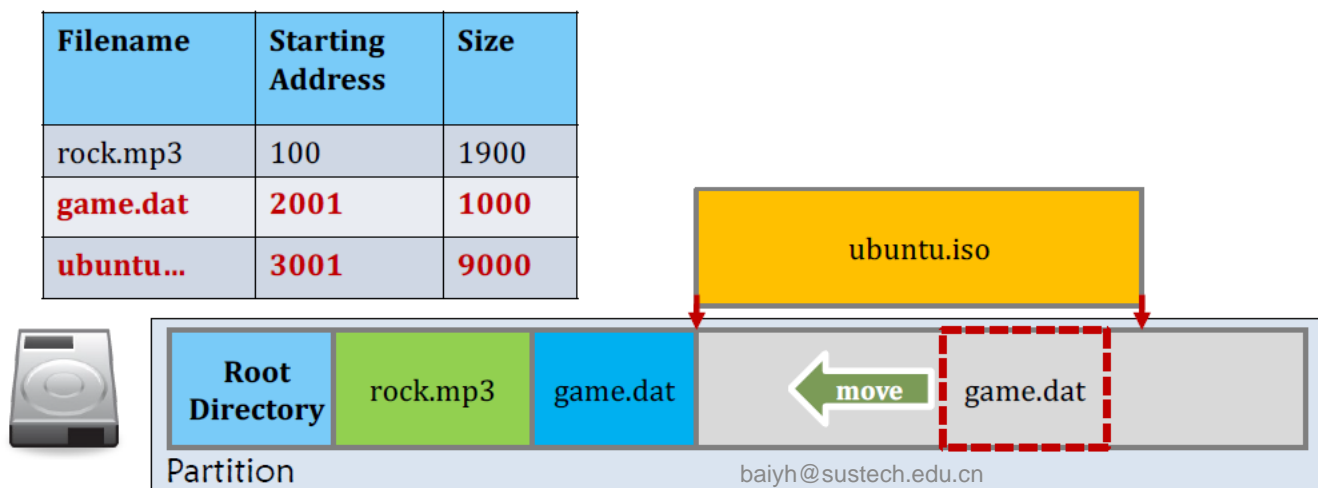 Filename Starting Size
Address
rock.mp3 100 1900
game.dat 2001 1000
ubuntu... 3001 9000
ubuntu.iso
Root
Directory
rock.mp3 game.dat move game.dat
Partition
baiyh@sustech.edu.cn